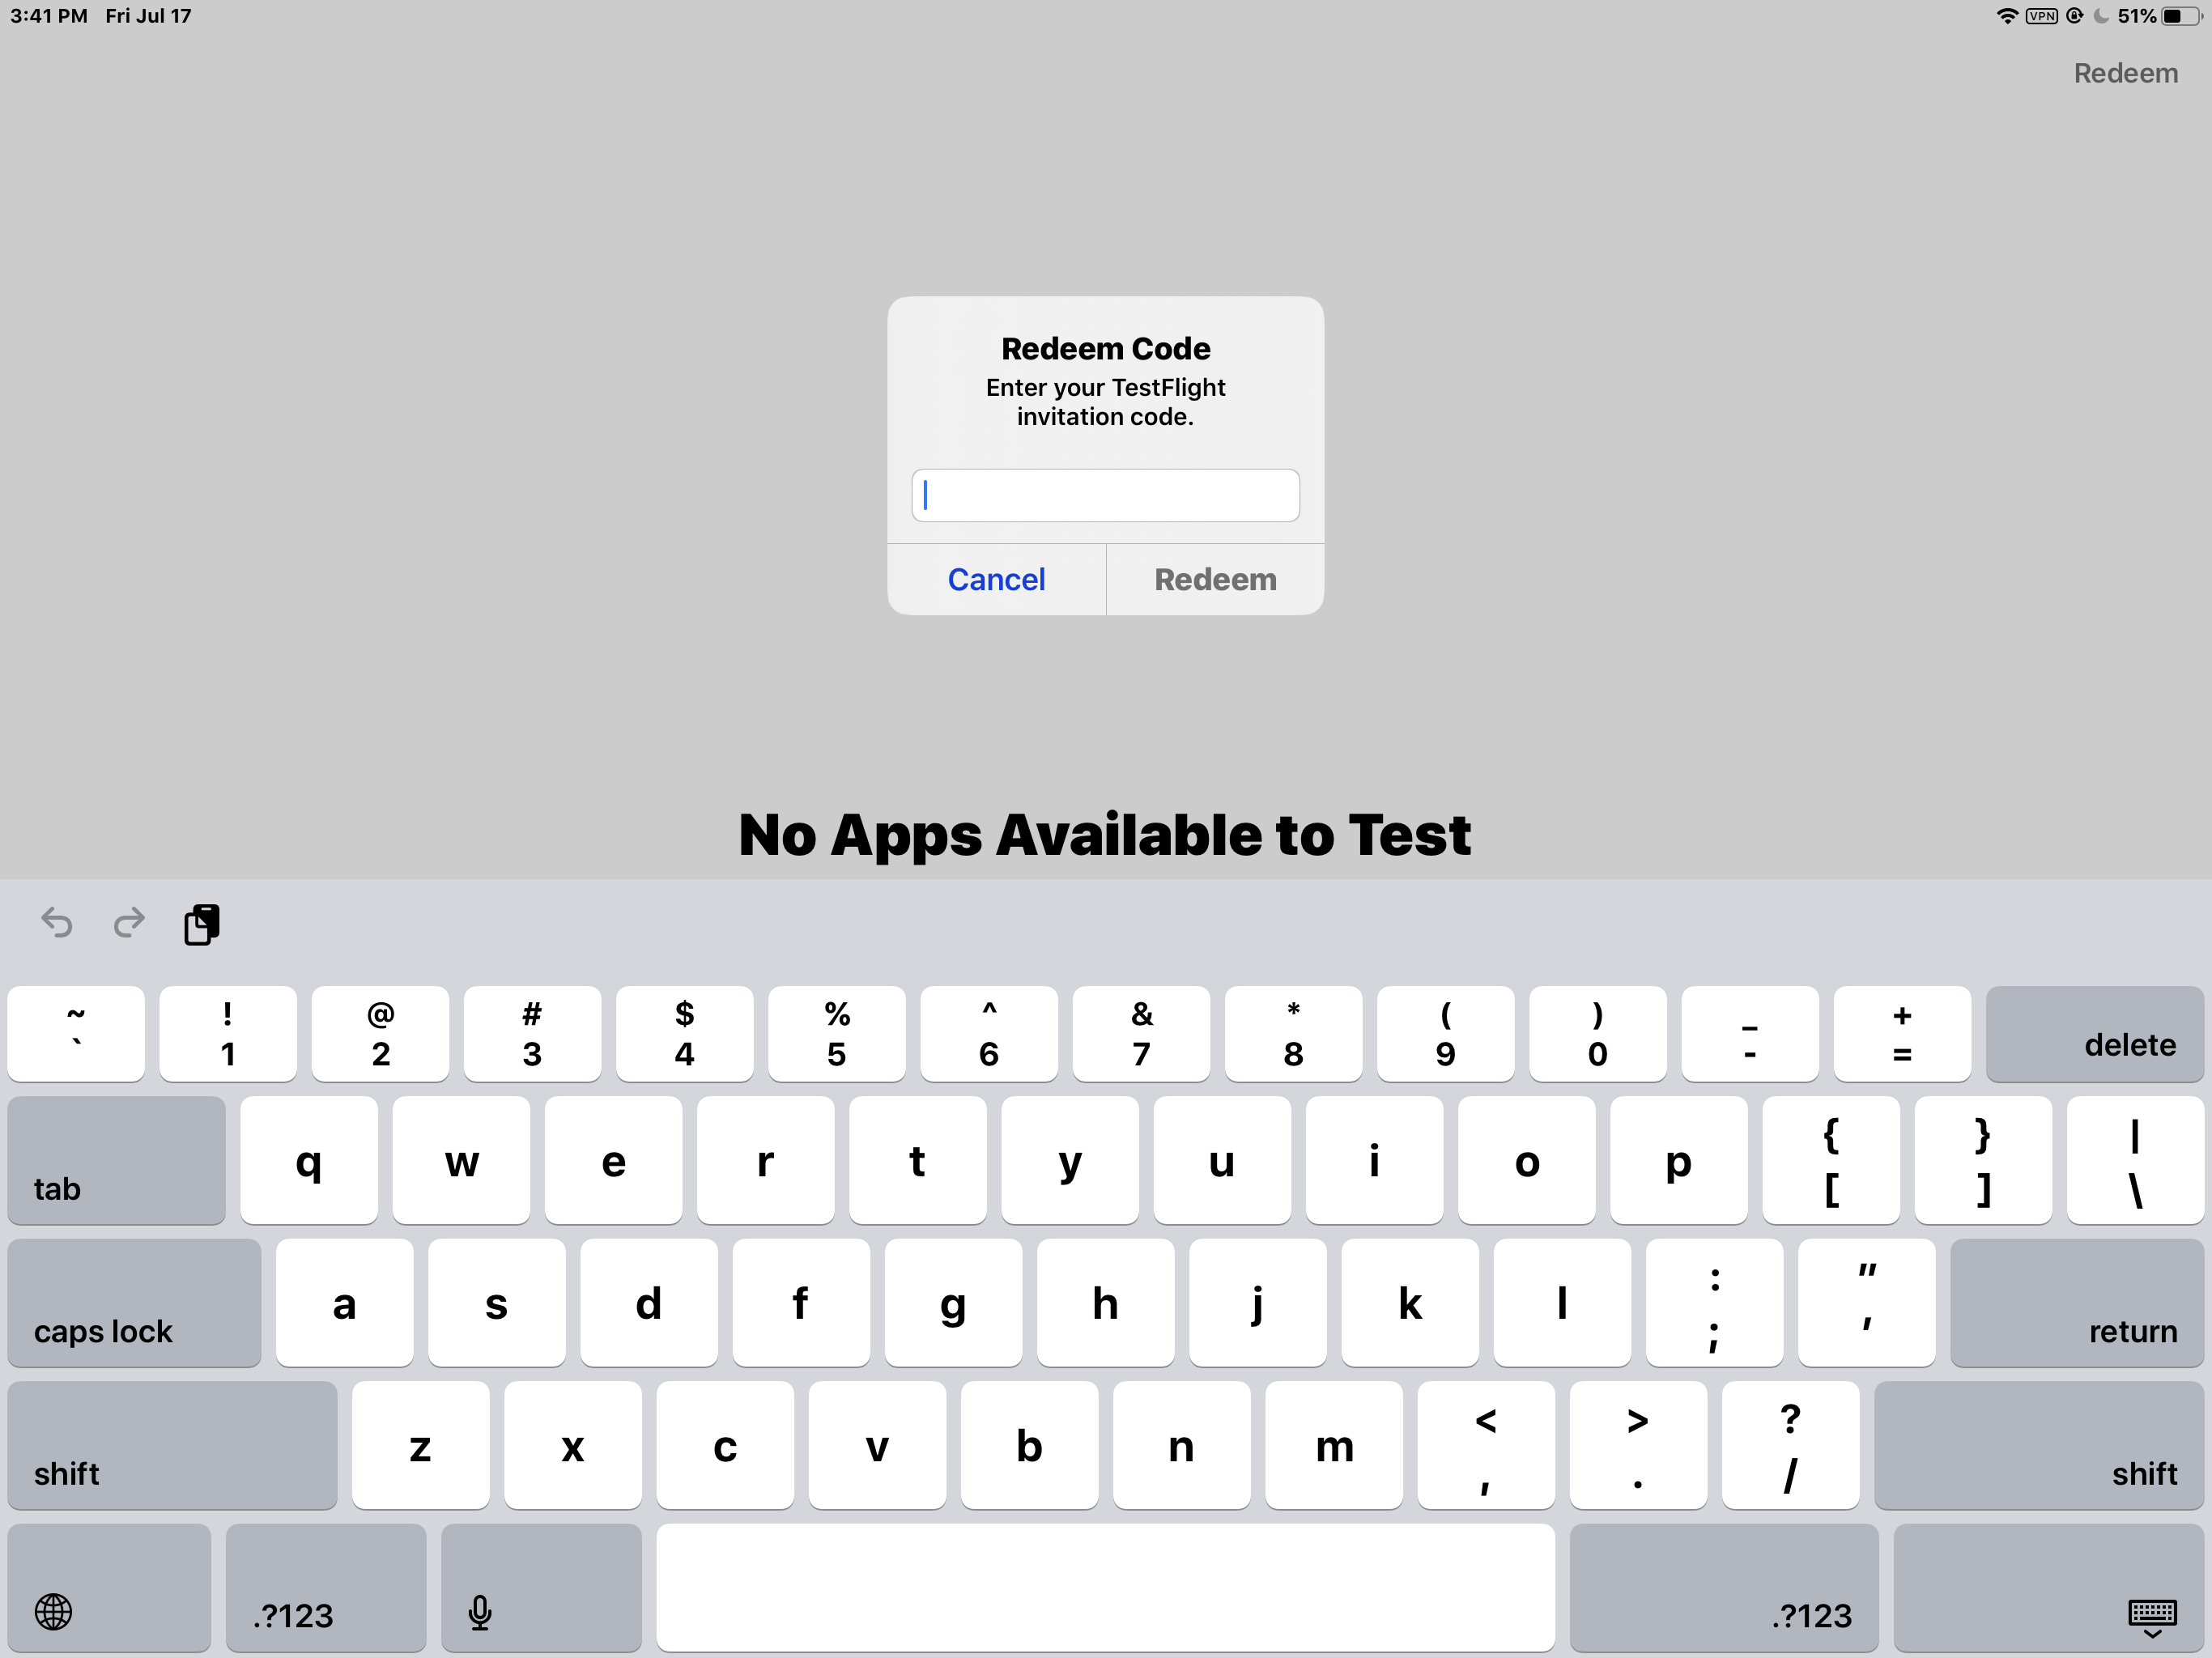 3:41 PM Fri Jul 17 VPN 51%
Redeem
Redeem Code
Enter your TestFlight
invitation code.
Cancel Redeem
No Apps Available to Test
~ ! @ # $ % ^ & * ( ) _ +
` 1 2 3 4 5 6 7 8 9 0 - = delete
tab q w e r t y u i o p { } |
[ ] \
caps lock a s d f g h j k l : "
; ' return
shift z x c v b n m < > ?
, . / shift
.?123 .?123